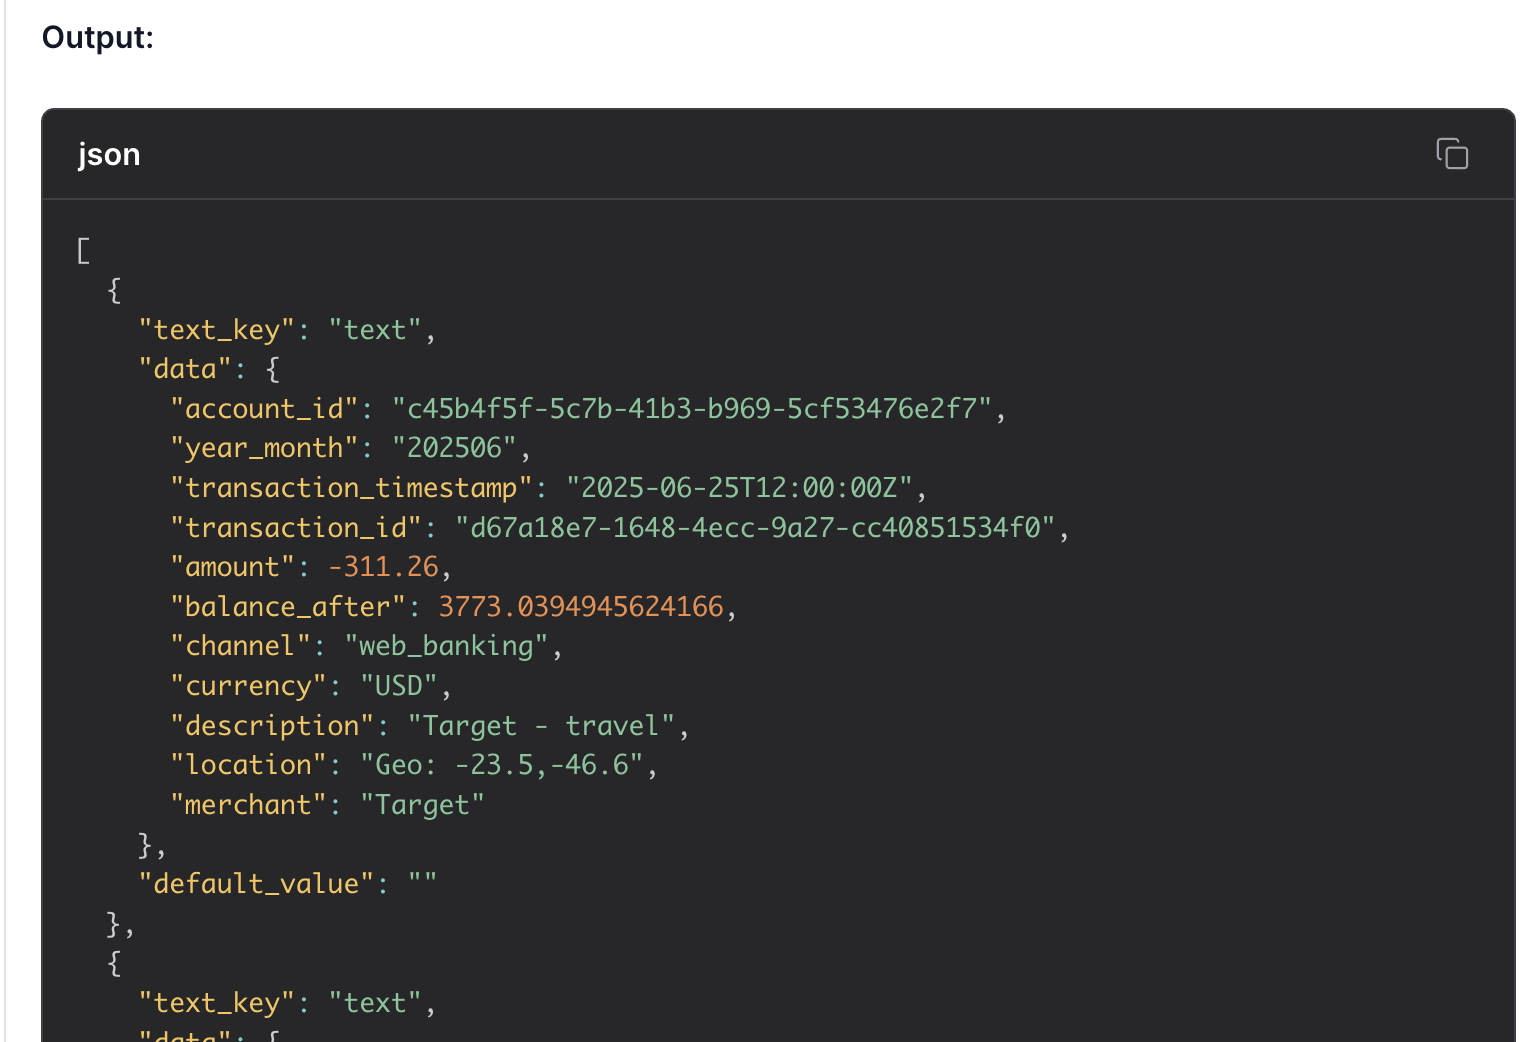 Output:
json
[
  {
    "text_key": "text",
    "data": {
      "account_id": "c45b4f5f-5c7b-41b3-b969-5cf53476e2f7",
      "year_month": "202506",
      "transaction_timestamp": "2025-06-25T12:00:00Z",
      "transaction_id": "d67a18e7-1648-4ecc-9a27-cc40851534f0",
      "amount": -311.26,
      "balance_after": 3773.0394945624166,
      "channel": "web_banking",
      "currency": "USD",
      "description": "Target - travel",
      "location": "Geo: -23.5,-46.6",
      "merchant": "Target"
    },
    "default_value": ""
  },
  {
    "text_key": "text",
    "data": {